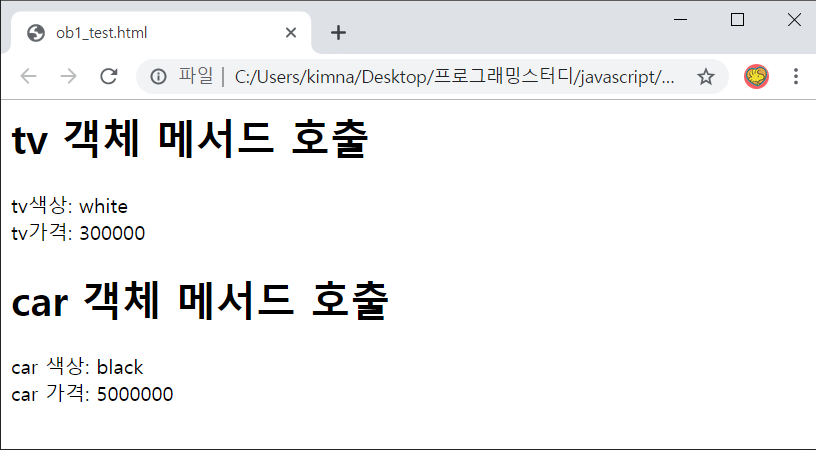 ob1_test.html
파일 | C:/Users/kimna/Desktop/프로그래밍스터디/javascript/...
tv 객체 메서드 호출
tv색상: white
tv가격: 300000
car 객체 메서드 호출
car 색상: black
car 가격: 5000000